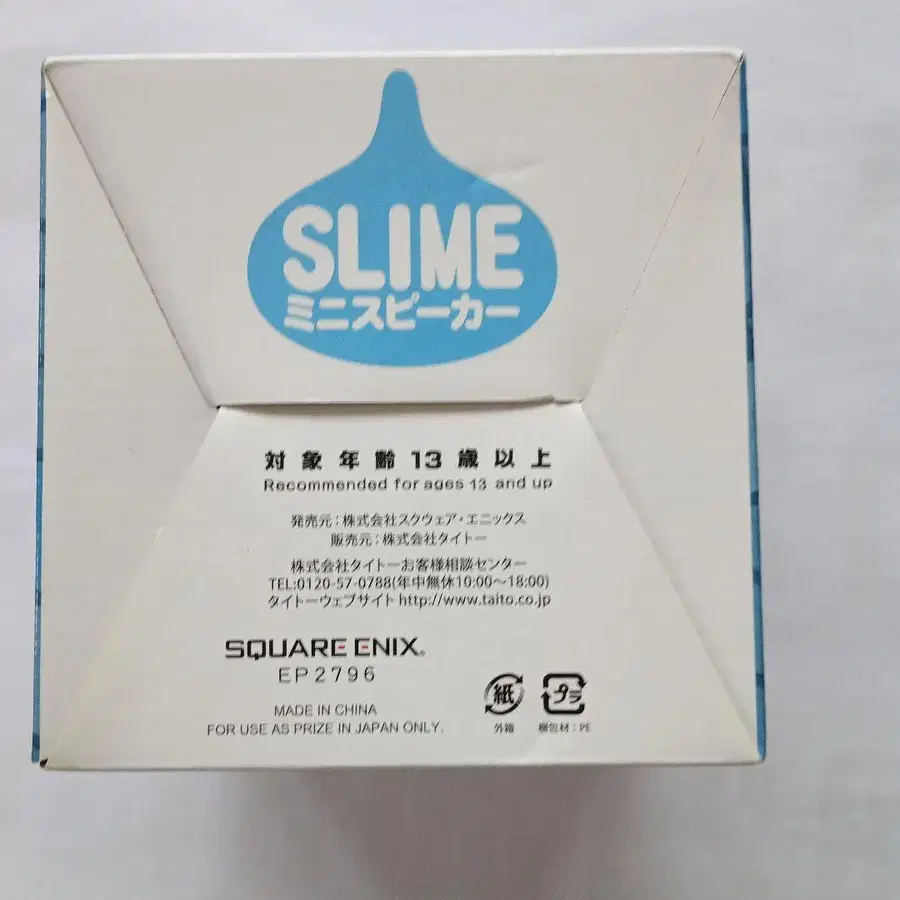 SLIME
ミニスピーカー
対象年齢13歳以上
Recommended for ages 13 and up
発売元:株式会社スクウェア・エニックス
販売元:株式会社タイトー
株式会社タイトーお客様相談センター
TEL:0120-57-0788(年中無休10:00〜18:00)
タイトーウェブサイト http://www.taito.co.jp
SQUARE ENIX.
EP2796
MADE IN CHINA
FOR USE AS PRIZE IN JAPAN ONLY.
紙
プラ
外箱
梱包材:PE